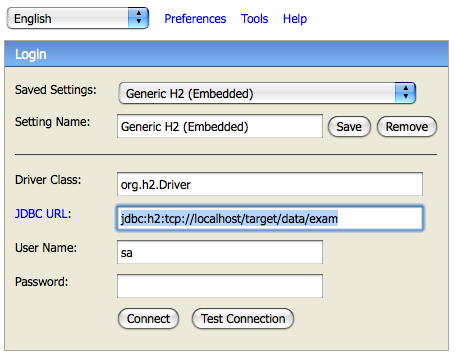 English Preferences Tools Help
Login
Saved Settings: Generic H2 (Embedded)
Setting Name: Generic H2 (Embedded) Save Remove
Driver Class: org.h2.Driver
JDBC URL: jdbc:h2:tcp://localhost/target/data/exam
User Name: sa
Password:
Connect Test Connection